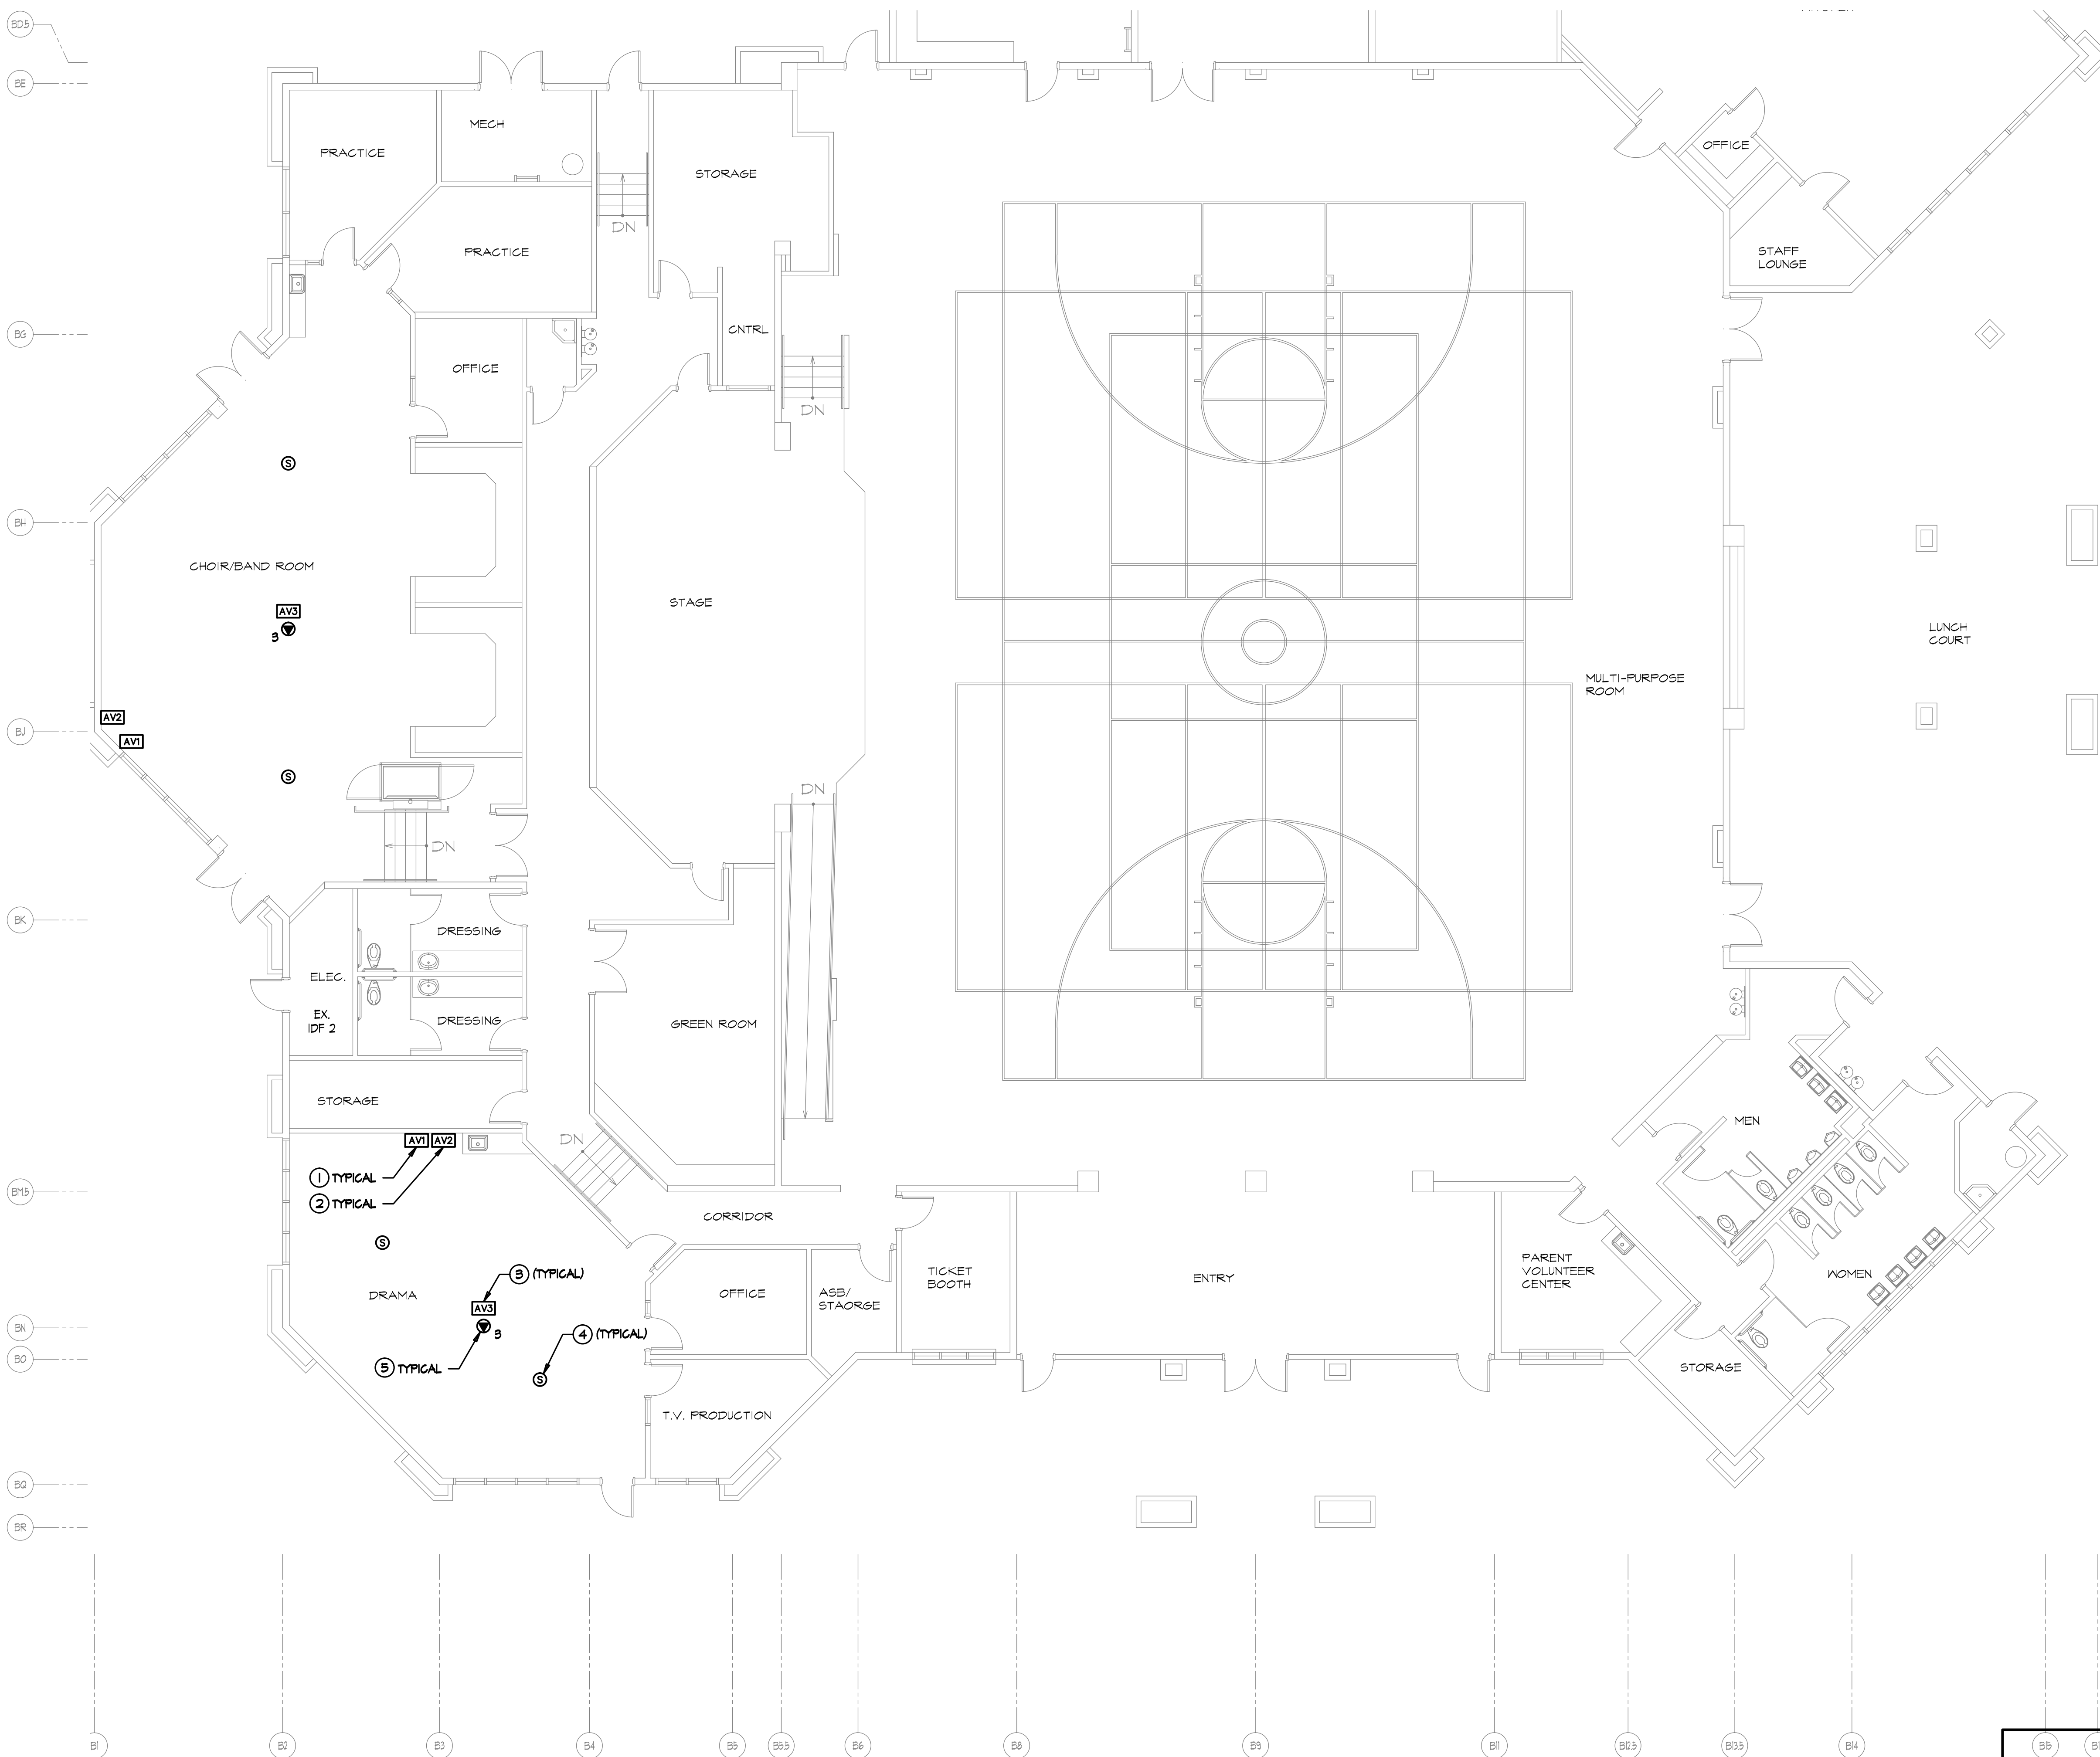 BD.5
BE
MECH
PRACTICE
OFFICE
STORAGE
DN
PRACTICE
STAFF
LOUNGE
BG
CNTRL
OFFICE
DN
S
BH
CHOIR/BAND ROOM
STAGE
AV3
3
LUNCH
COURT
MULTI-PURPOSE
ROOM
AV2
BJ
AV1
S
DN
DN
BK
DRESSING
ELEC.
EX.
IDF 2
DRESSING
GREEN ROOM
STORAGE
MEN
AV1 AV2
DN
1 TYPICAL
2 TYPICAL
BM.5
CORRIDOR
S
PARENT
VOLUNTEER
CENTER
TICKET
BOOTH
ENTRY
WOMEN
3 (TYPICAL)
DRAMA
OFFICE
ASB/
STAORGE
AV3
BN
3
4 (TYPICAL)
BO
5 TYPICAL
STORAGE
S
T.V. PRODUCTION
BQ
BR
B1
B2
B3
B4
B5
B5.5
B6
B8
B9
B11
B12.5
B13.5
B14
B15